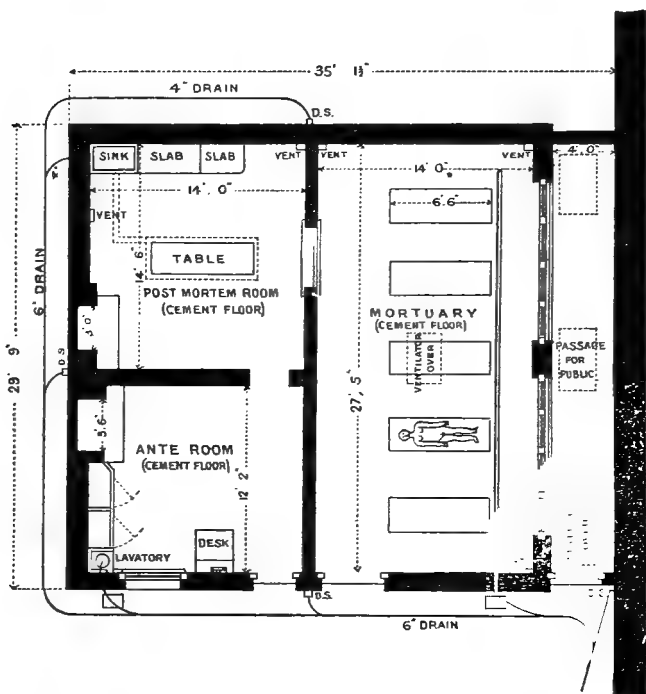 35' 1½"
4" DRAIN
D.S.
SINK
SLAB
SLAB
VENT
VENT
VENT
4'.0"
14'. 0"
14' 0"
VENT
6'.6"
TABLE
14' 6"
POST MORTEM ROOM
(CEMENT FLOOR)
MORTUARY
(CEMENT FLOOR)
6" DRAIN
3'.0"
VENTILATOR
OVER
PASSAGE
FOR
PUBLIC
D.S
29' 9"
27'. 5"
ANTE ROOM
(CEMENT FLOOR)
12' 2"
LAVATORY
DESK
D.S.
6" DRAIN